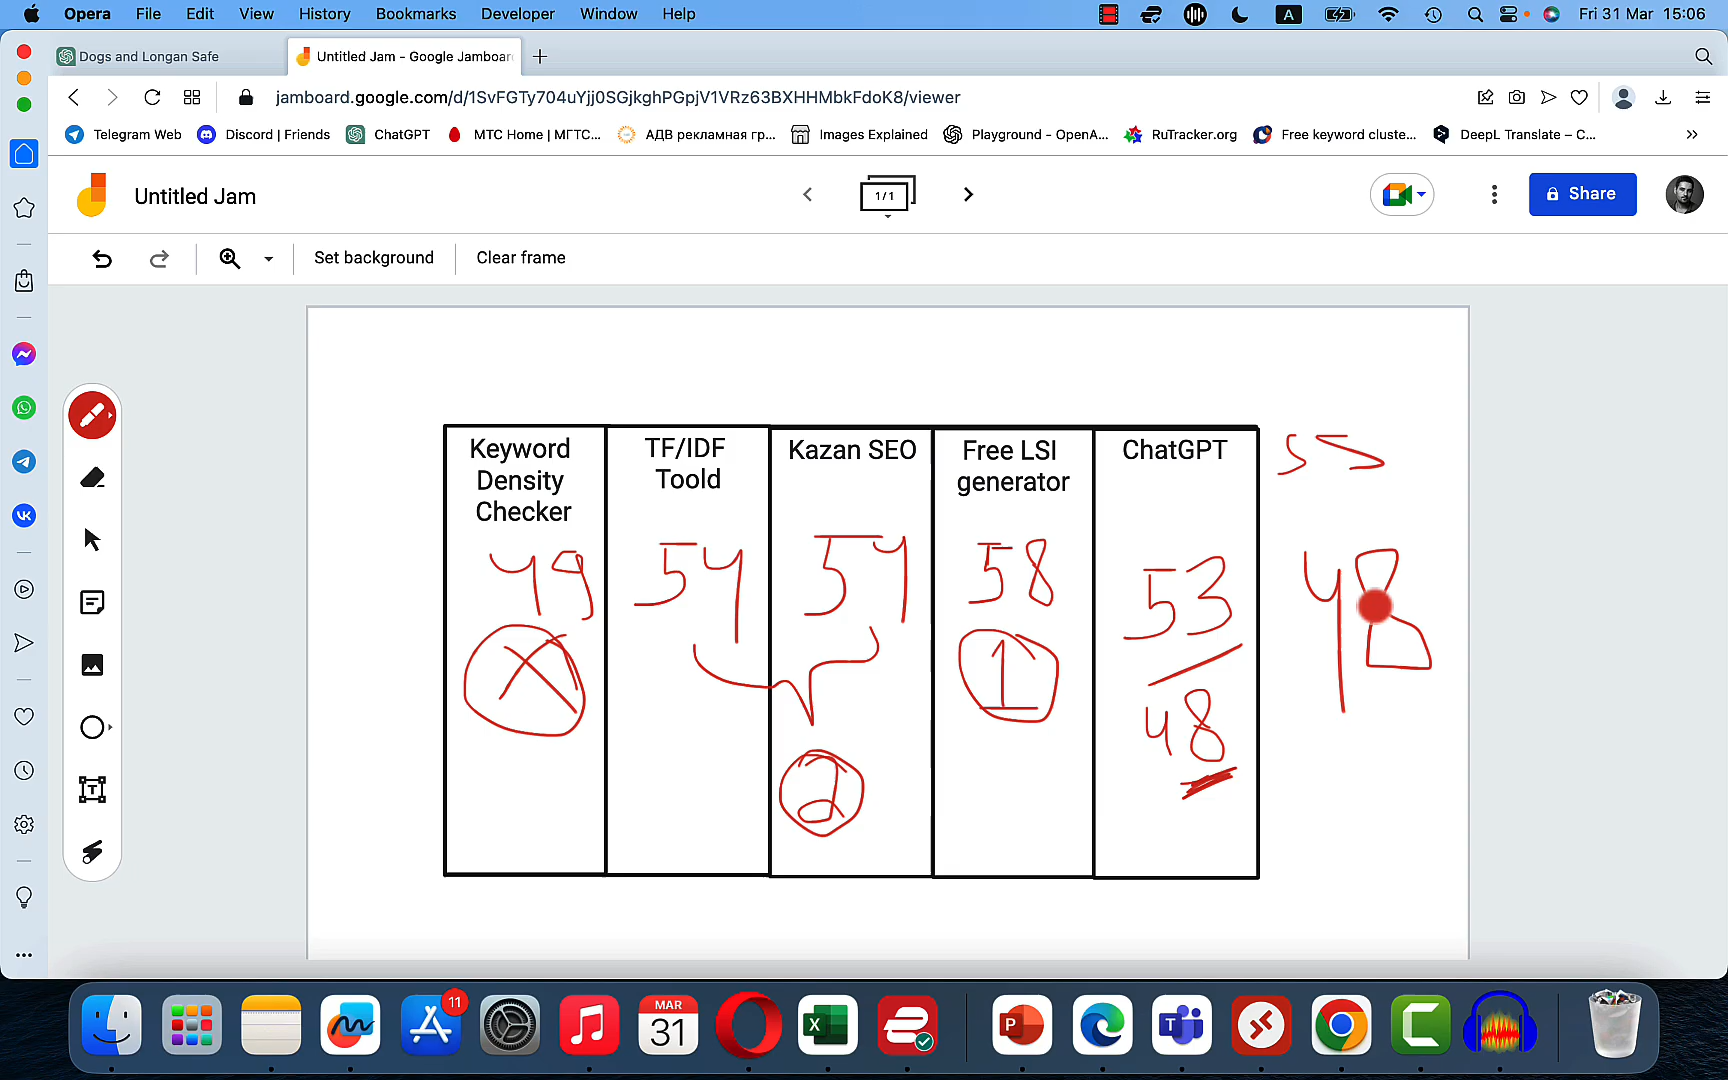 Opera File Edit View History Bookmarks Developer Window Help A Fri 31 Mar 15:06
Dogs and Longan Safe
Untitled Jam - Google Jamboar
jamboard.google.com/d/1SvFGTy704uYjj0SGjkghPGpjV1VRz63BXHHMbkFdoK8/viewer
Telegram Web Discord | Friends ChatGPT МТС Home | МГТС... АДВ рекламная гр... Images Explained Playground - OpenA... RuTracker.org Free keyword cluste... DeepL Translate – C... »
Untitled Jam
1/1
Share
Set background Clear frame
Keyword Density Checker
TF/IDF Toold
Kazan SEO
Free LSI generator
ChatGPT
55
49 54 54 58 53 48
X 1
48
2
11
MAR
31